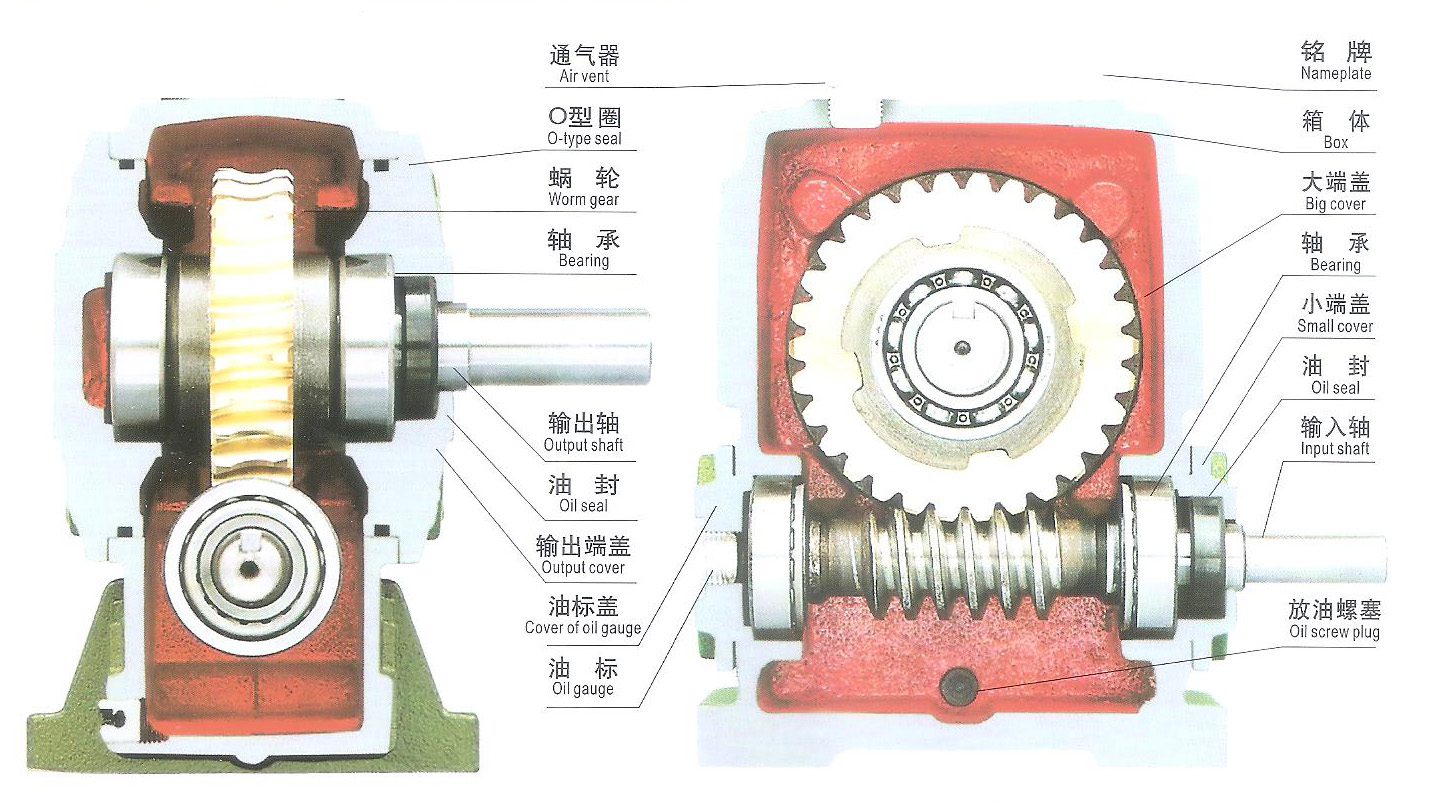 通气器
Air vent
O型圈
O-type seal
蜗 轮
Worm gear
轴 承
Bearing
输出轴
Output shaft
油 封
Oil seal
输出端盖
Output cover
油标盖
Cover of oil gauge
油 标
Oil gauge
铭 牌
Nameplate
箱 体
Box
大端盖
Big cover
轴 承
Bearing
小端盖
Small cover
油 封
Oil seal
输入轴
Input shaft
放油螺塞
Oil screw plug